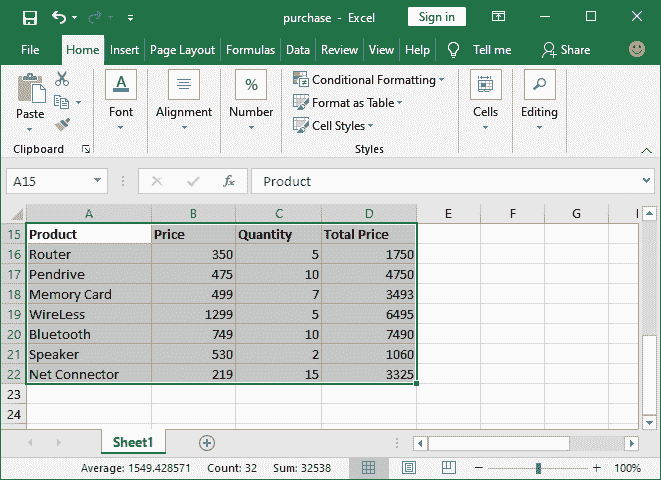 purchase - Excel
Sign in
File Home Insert Page Layout Formulas Data Review View Help Tell me Share
Paste
Clipboard
Font
Alignment
%
Number
Conditional Formatting
Format as Table
Cell Styles
Styles
Cells
Editing
A15 fx Product
A B C D E F G
15 Product Price Quantity Total Price
16 Router 350 5 1750
17 Pendrive 475 10 4750
18 Memory Card 499 7 3493
19 WireLess 1299 5 6495
20 Bluetooth 749 10 7490
21 Speaker 530 2 1060
22 Net Connector 219 15 3325
23
24
Sheet1
Average: 1549.428571 Count: 32 Sum: 32538 100%